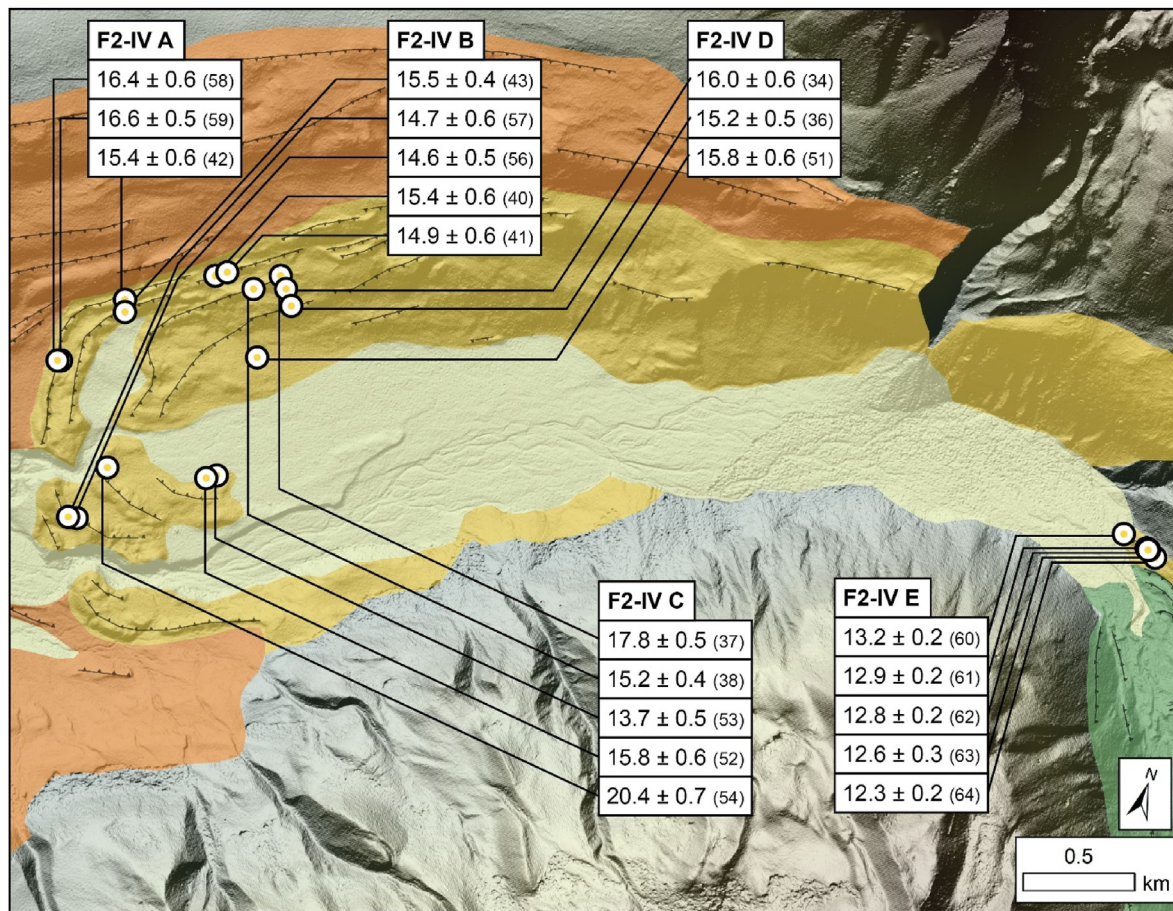 F2-IV A
16.4 ± 0.6 (58)
16.6 ± 0.5 (59)
15.4 ± 0.6 (42)
F2-IV B
15.5 ± 0.4 (43)
14.7 ± 0.6 (57)
14.6 ± 0.5 (56)
15.4 ± 0.6 (40)
14.9 ± 0.6 (41)
F2-IV D
16.0 ± 0.6 (34)
15.2 ± 0.5 (36)
15.8 ± 0.6 (51)
F2-IV C
17.8 ± 0.5 (37)
15.2 ± 0.4 (38)
13.7 ± 0.5 (53)
15.8 ± 0.6 (52)
20.4 ± 0.7 (54)
F2-IV E
13.2 ± 0.2 (60)
12.9 ± 0.2 (61)
12.8 ± 0.2 (62)
12.6 ± 0.3 (63)
12.3 ± 0.2 (64)
N
0.5
km